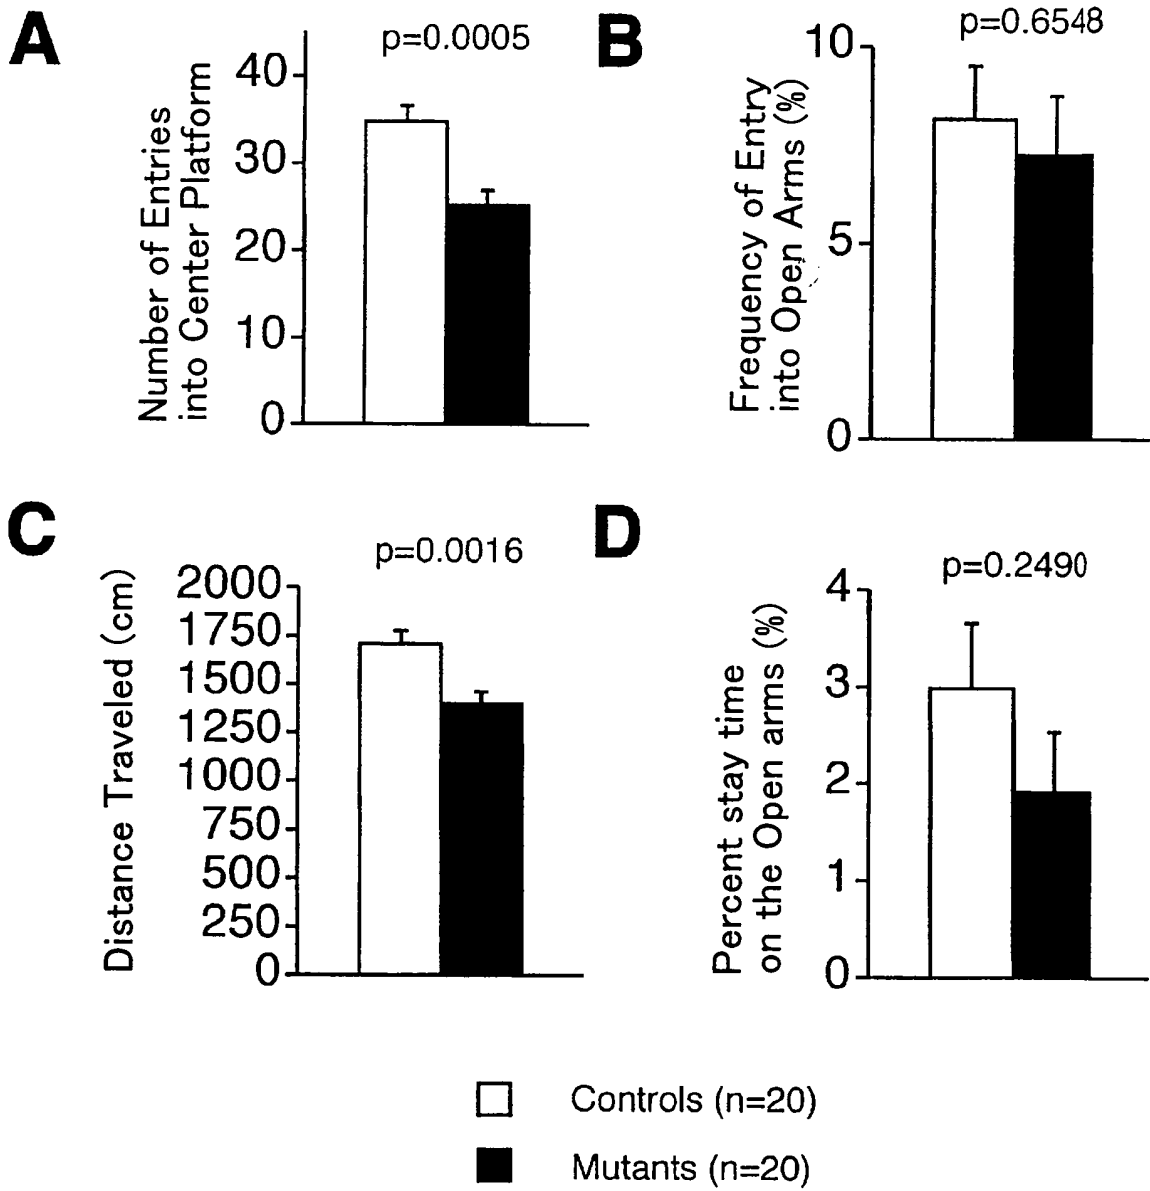 A
p=0.0005
Number of Entries
into Center Platform
40
30
20
10
0
B
p=0.6548
Frequency of Entry
into Open Arms (%)
10
5
0
C
p=0.0016
Distance Traveled (cm)
2000
1750
1500
1250
1000
750
500
250
0
D
p=0.2490
Percent stay time
on the Open arms (%)
4
3
2
1
0
Controls (n=20)
Mutants (n=20)